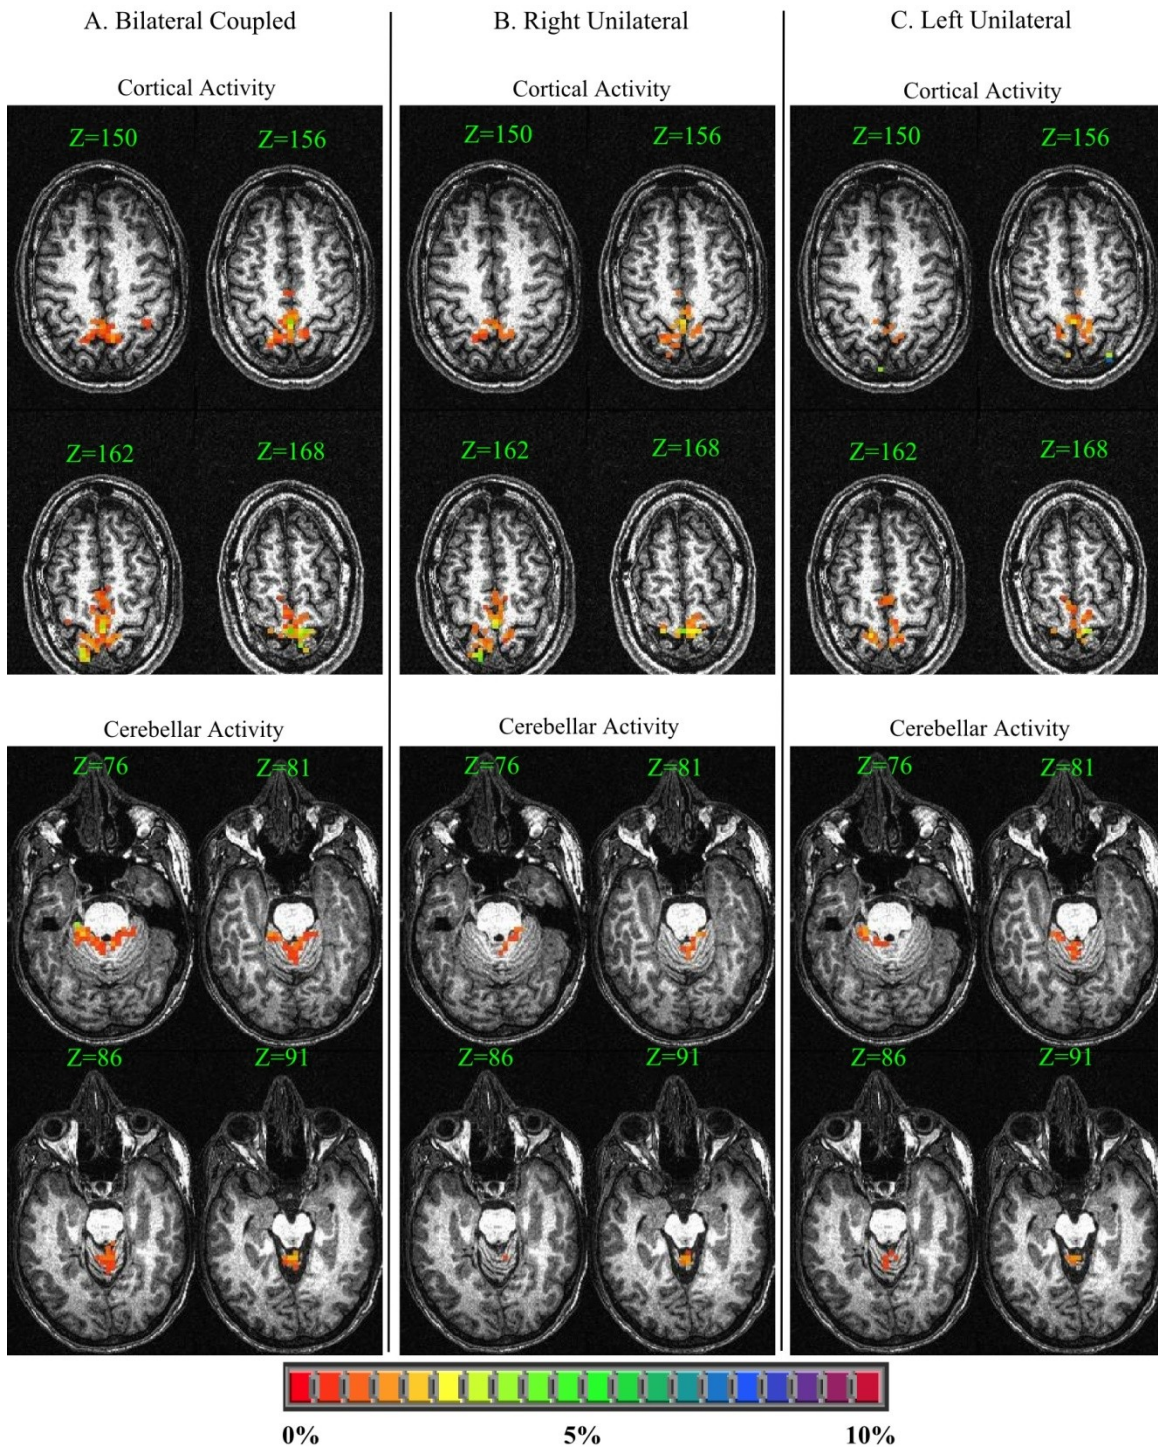 A. Bilateral Coupled
B. Right Unilateral
C. Left Unilateral
Cortical Activity
Cortical Activity
Cortical Activity
Z=150
Z=156
Z=150
Z=156
Z=150
Z=156
Z=162
Z=168
Z=162
Z=168
Z=162
Z=168
Cerebellar Activity
Cerebellar Activity
Cerebellar Activity
Z=76
Z=81
Z=76
Z=81
Z=76
Z=81
Z=86
Z=91
Z=86
Z=91
Z=86
Z=91
0%
5%
10%